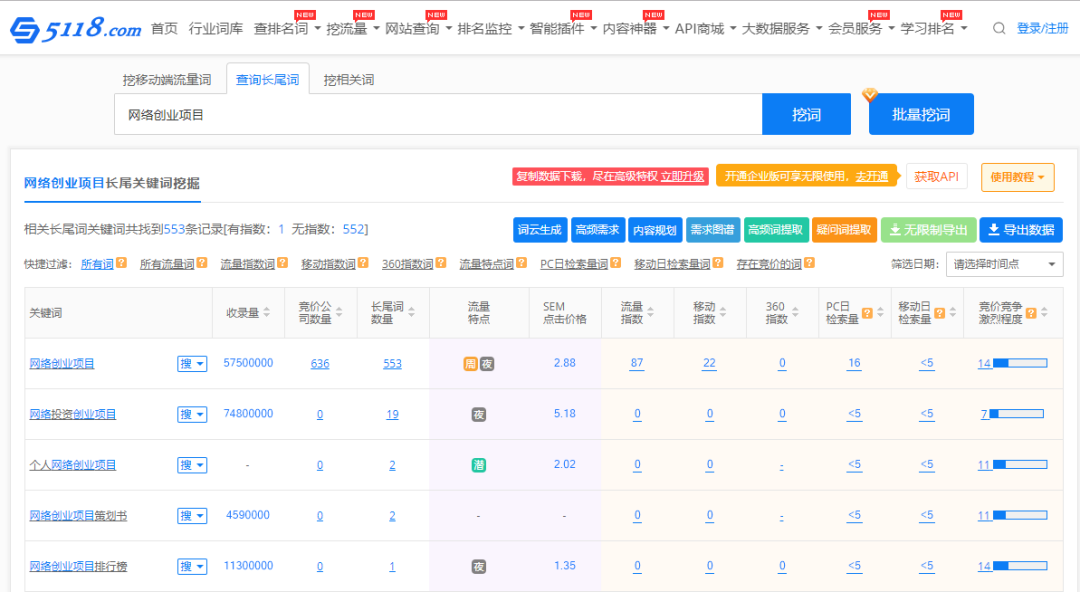 5118.com 首页 行业词库 查排名词 NEW 挖流量 NEW 网站查询 NEW 排名监控 智能插件 NEW 内容神器 NEW API商城 大数据服务 会员服务 NEW 学习排名 NEW 登录/注册
挖移动端流量词 查询长尾词 挖相关词
网络创业项目 挖词 批量挖词
网络创业项目长尾关键词挖掘 复制数据下载，尽在高级特权 立即升级 开通企业版可享无限使用，去开通 获取API 使用教程
相关长尾词关键词共找到553条记录[有指数：1 无指数：552] 词云生成 高频需求 内容规划 需求图谱 高频词提取 疑问词提取 无限制导出 导出数据
快捷过滤： 所有词 ? 所有流量词 ? 流量指数词 ? 移动指数词 ? 360指数词 ? 流量特点词 ? PC日检索量词 ? 移动日检索量词 ? 存在竞价的词 ? 筛选日期： 请选择时间点
关键词 收录量 竞价公司数量 长尾词数量 流量特点 SEM点击价格 流量指数 移动指数 360指数 PC日检索量 ? 移动日检索量 ? 竞价竞争激烈程度 ?
网络创业项目 搜 57500000 636 553 周 夜 2.88 87 22 0 16 <5 14
网络投资创业项目 搜 74800000 0 19 夜 5.18 0 0 0 <5 <5 7
个人网络创业项目 搜 - 0 2 潜 2.02 0 0 - <5 <5 11
网络创业项目策划书 搜 4590000 0 2 - - 0 0 - <5 <5 11
网络创业项目排行榜 搜 11300000 0 1 夜 1.35 0 0 0 <5 <5 14